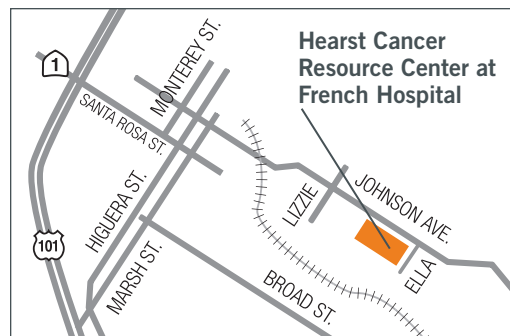 Hearst Cancer
Resource Center at
French Hospital
1
MONTEREY ST.
SANTA ROSA ST.
JOHNSON AVE.
LIZZIE
HIGUERA ST.
101
ELLA
MARSH ST.
BROAD ST.